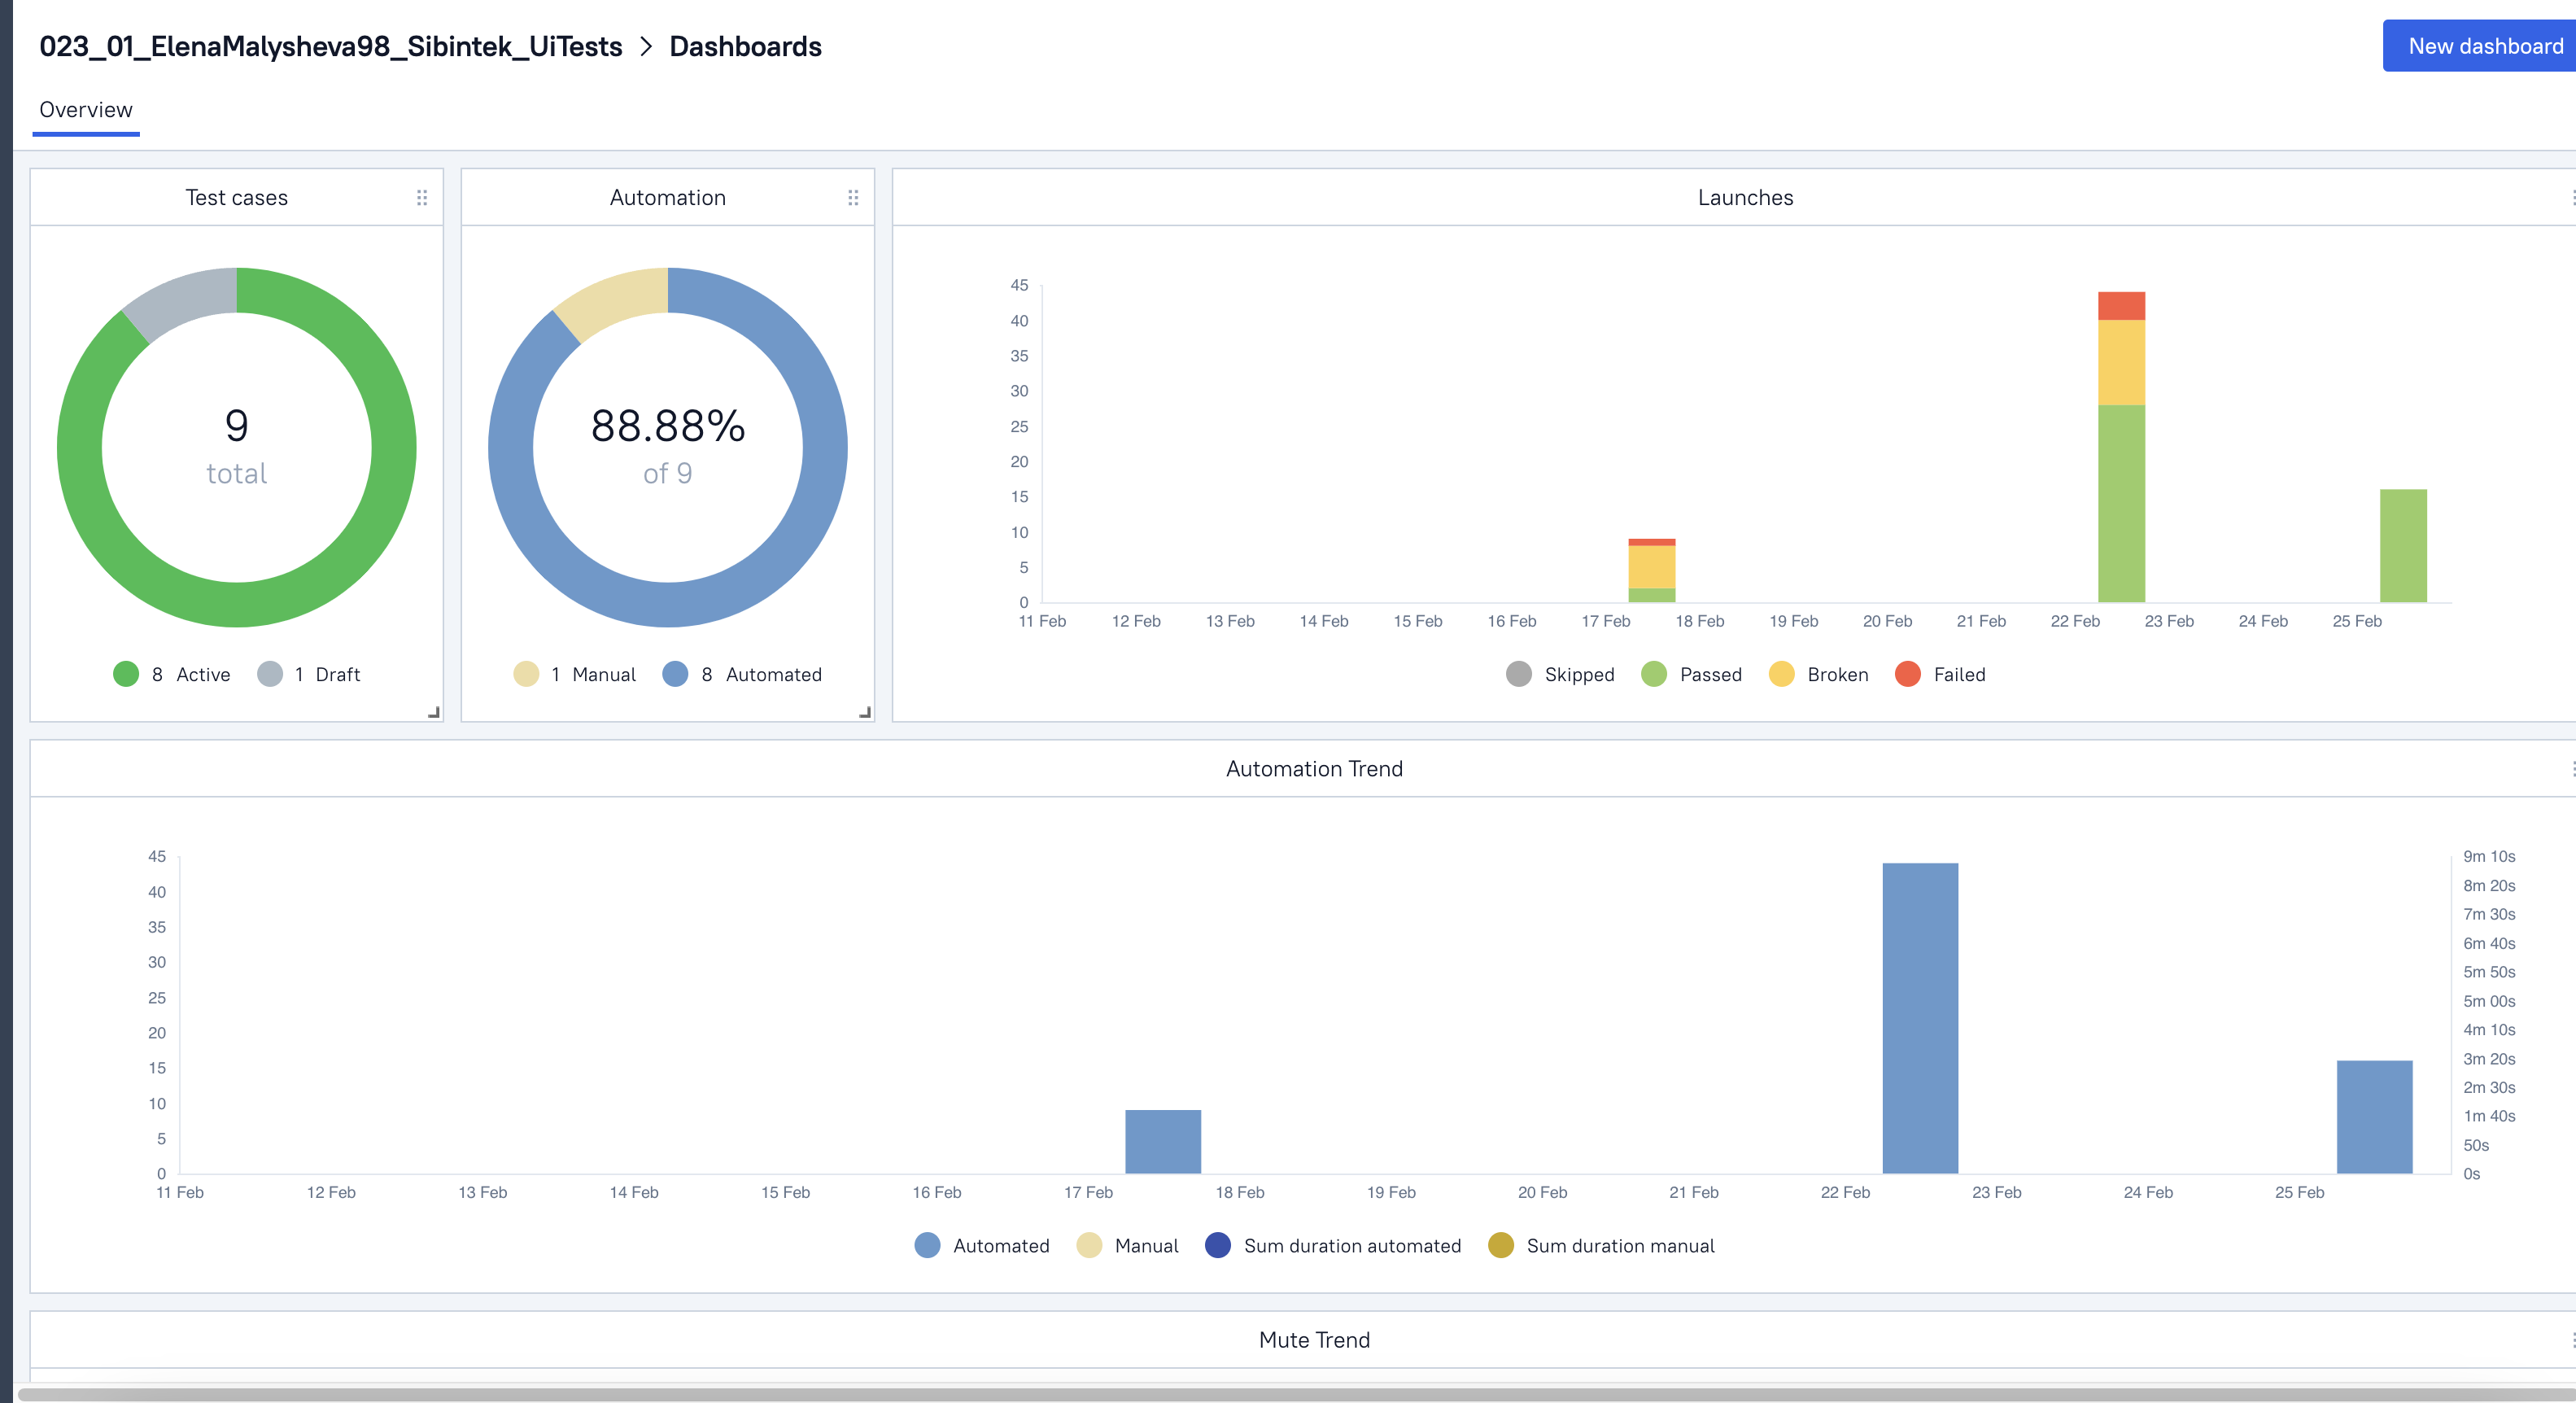 023_01_ElenaMalysheva98_Sibintek_UiTests > Dashboards
New dashboard
Overview
Test cases
9
total
8 Active 1 Draft
Automation
88.88%
of 9
1 Manual 8 Automated
Launches
45
40
35
30
25
20
15
10
5
0
11 Feb 12 Feb 13 Feb 14 Feb 15 Feb 16 Feb 17 Feb 18 Feb 19 Feb 20 Feb 21 Feb 22 Feb 23 Feb 24 Feb 25 Feb
Skipped Passed Broken Failed
Automation Trend
45
40
35
30
25
20
15
10
5
0
9m 10s
8m 20s
7m 30s
6m 40s
5m 50s
5m 00s
4m 10s
3m 20s
2m 30s
1m 40s
50s
0s
11 Feb 12 Feb 13 Feb 14 Feb 15 Feb 16 Feb 17 Feb 18 Feb 19 Feb 20 Feb 21 Feb 22 Feb 23 Feb 24 Feb 25 Feb
Automated Manual Sum duration automated Sum duration manual
Mute Trend